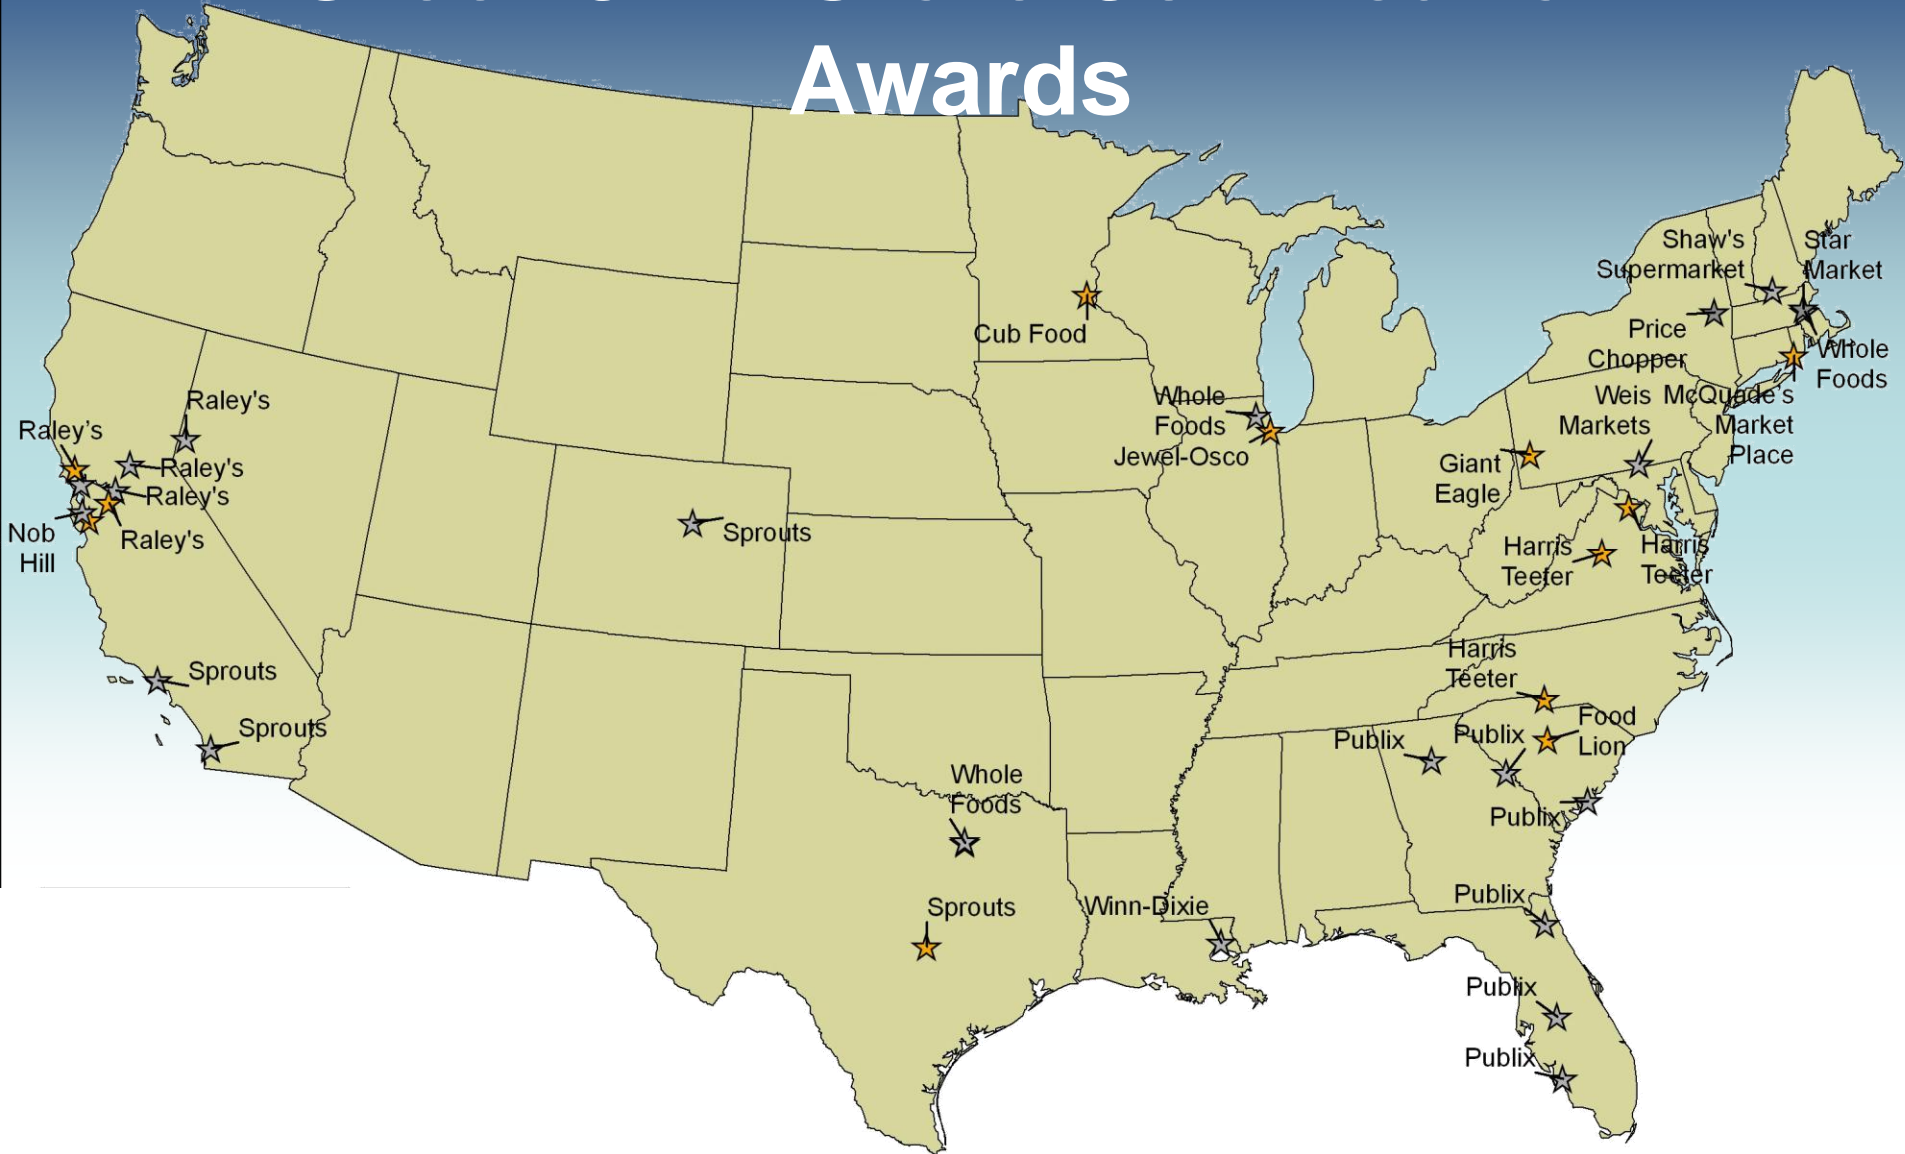 Awards
Shaw's
Supermarket
Star
Market
Price
Chopper
Whole
Foods
Cub Food
Weis
Markets
McQuade's
Market
Place
Whole
Foods
Jewel-Osco
Giant
Eagle
Raley's
Raley’s
Raley's
Raley's
Raley's
Nob
Hill
Sprouts
Harris
Teeter
Harris
Teeter
Harris
Teeter
Sprouts
Sprouts
Food
Lion
Publix
Publix
Publix
Whole
Foods
Sprouts
Winn-Dixie
Publix
Publix
Publix